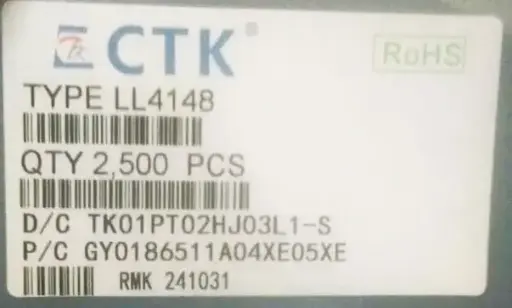 CTK®
RoHS
TYPE LL4148
QTY 2,500 PCS
D/C TK01PT02HJ03L1-S
P/C GY0186511A04XE05XE
RMK 241031